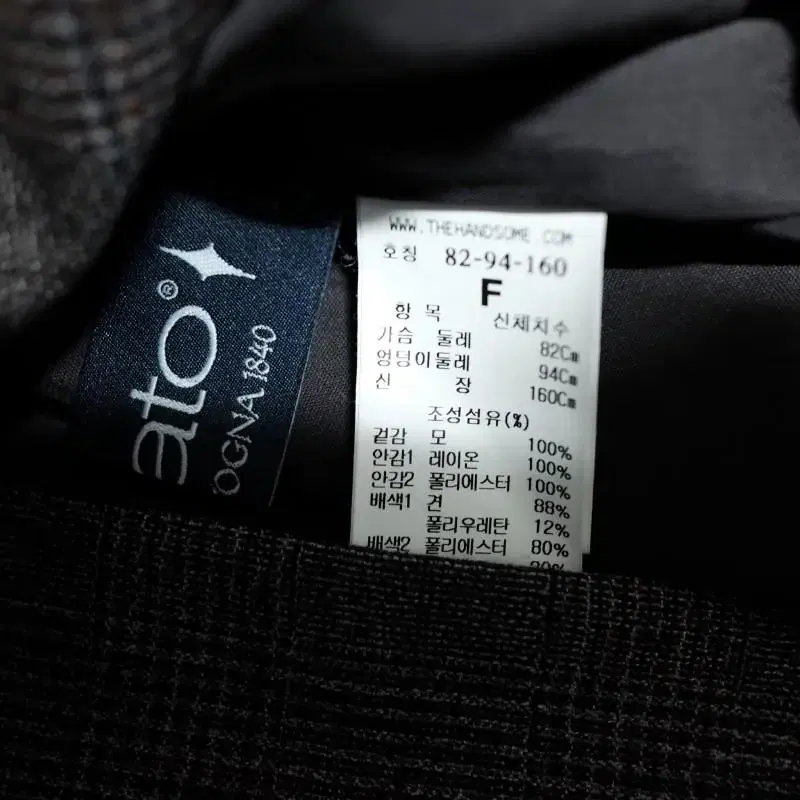 ato
®
OGNA 1840
WWW.THEHANDSOME.COM
호칭 82-94-160
F
항 목 신체치수
가슴 둘레 82Cm
엉덩이둘레 94Cm
신 장 160Cm
조성섬유(%)
겉감 모 100%
안감1 레이온 100%
안감2 폴리에스터 100%
배색1 견 88%
폴리우레탄 12%
배색2 폴리에스터 80%